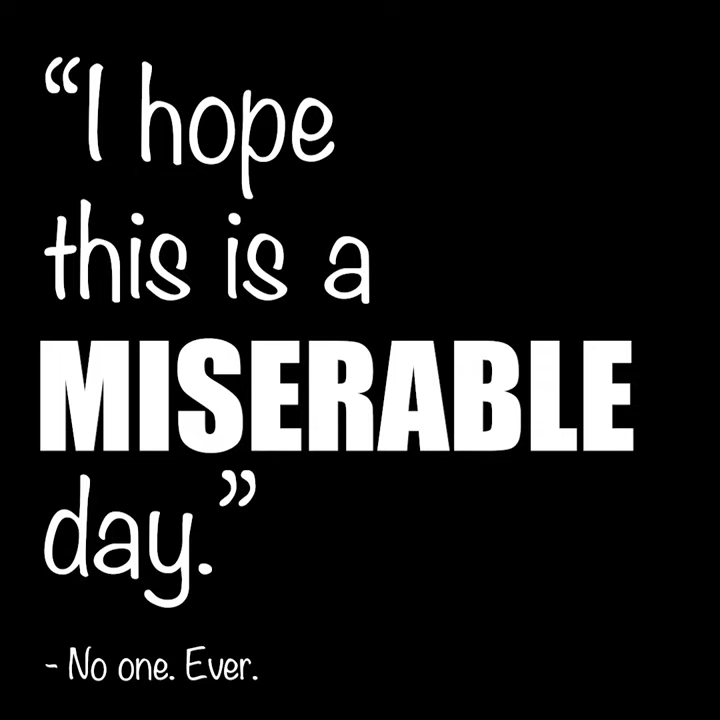 “I hope
this is a
MISERABLE
day.”
- No one. Ever.